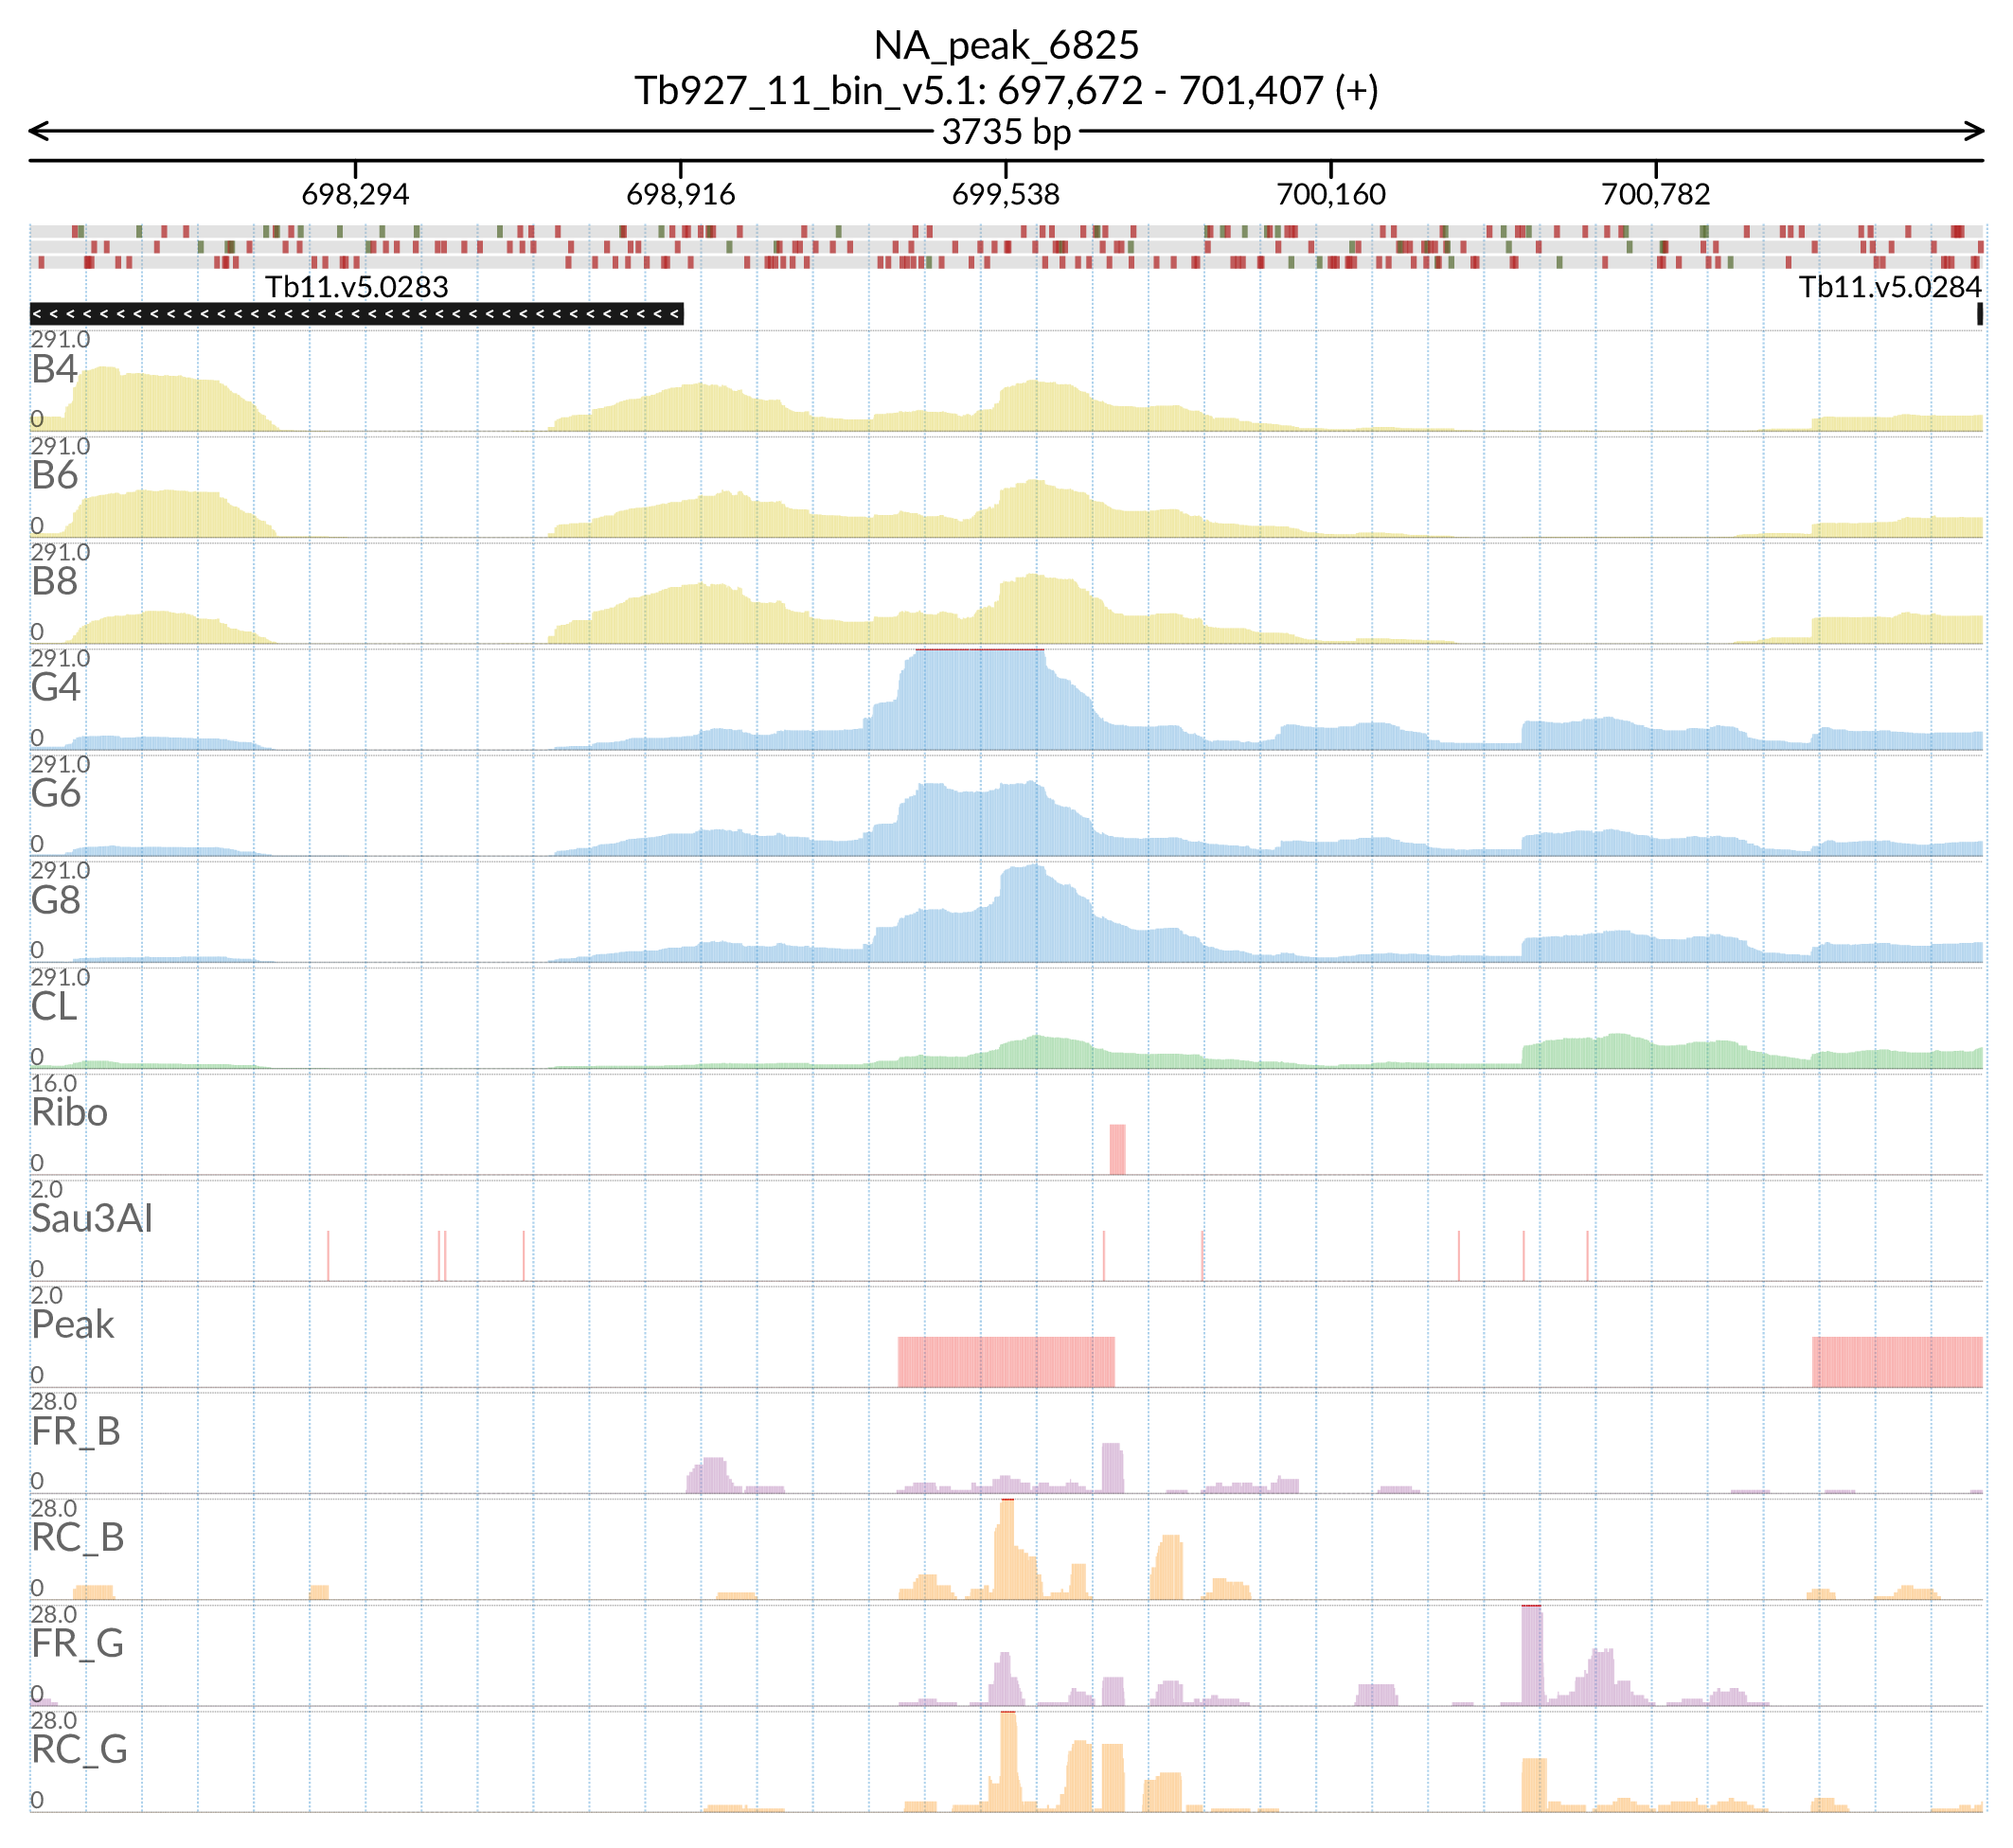 NA_peak_6825
Tb927_11_bin_v5.1: 697,672 - 701,407 (+)
3735 bp
698,294 698,916 699,538 700,160 700,782
Tb11.v5.0283 Tb11.v5.0284
291.0
B4
0
291.0
B6
0
291.0
B8
0
291.0
G4
0
291.0
G6
0
291.0
G8
0
291.0
CL
0
16.0
Ribo
0
2.0
Sau3AI
0
2.0
Peak
0
28.0
FR_B
0
28.0
RC_B
0
28.0
FR_G
0
28.0
RC_G
0